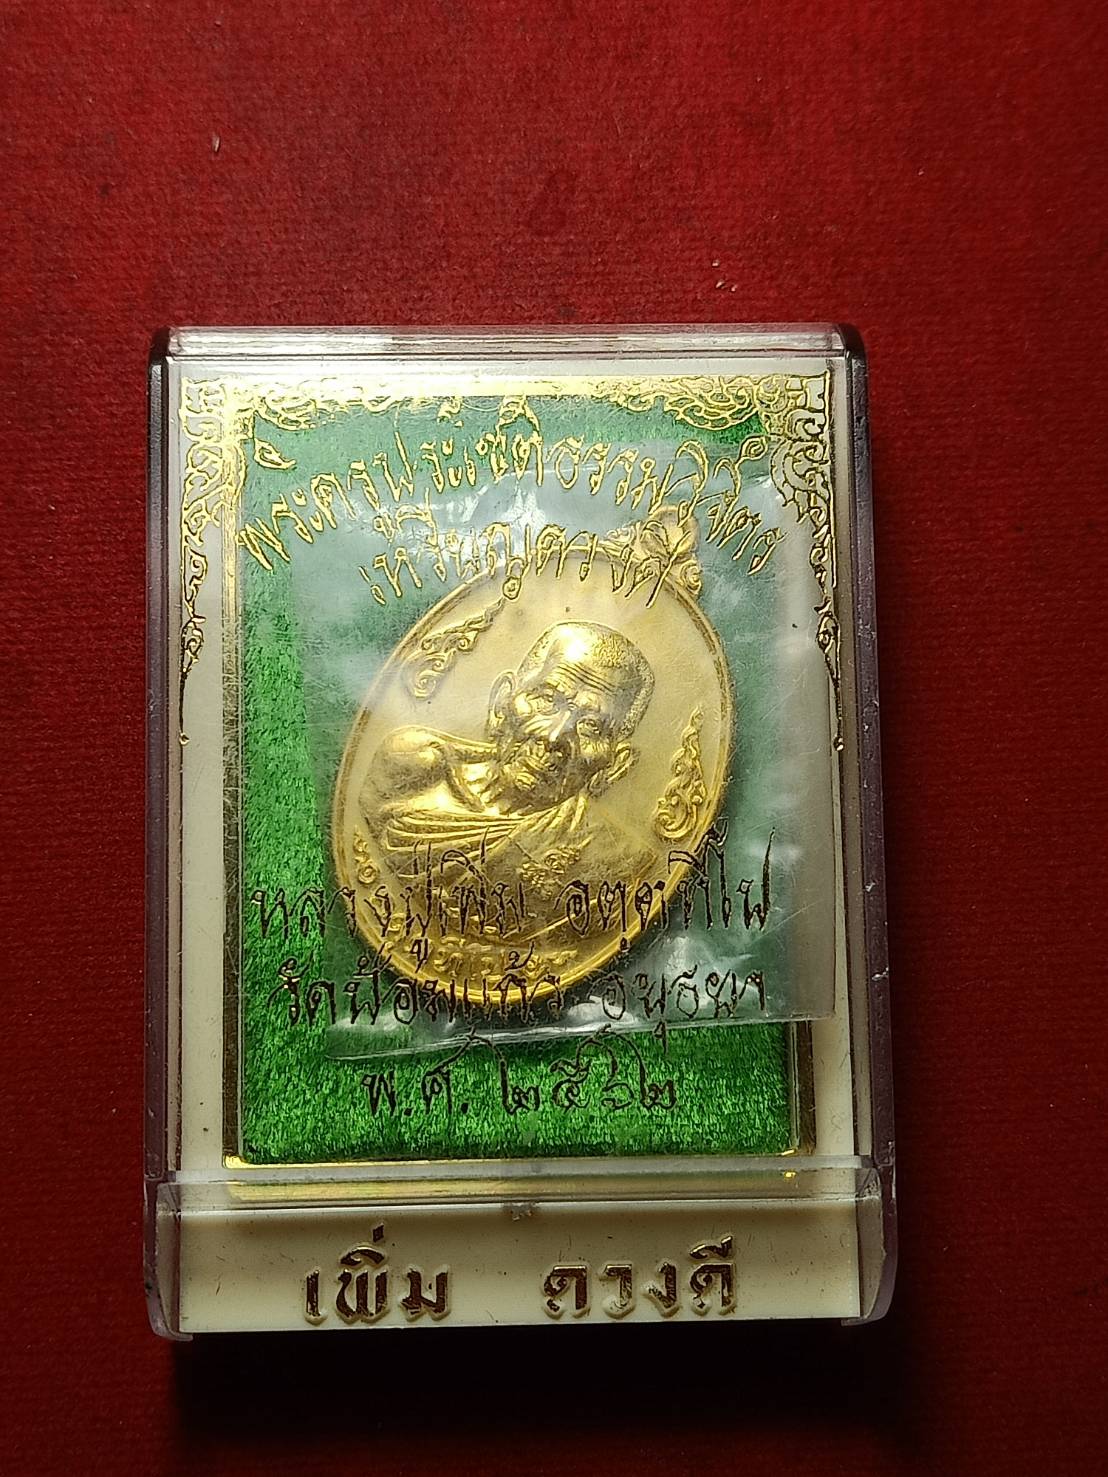 พระครูประโชติธรรมวิจิตร
เหรียญดวงดี
หลวงปู่เพิ่ม อตฺตทีโป
วัดป้อมแก้ว อยุธยา
พ.ศ. ๒๕๖๒
เพิ่ม ดวงดี